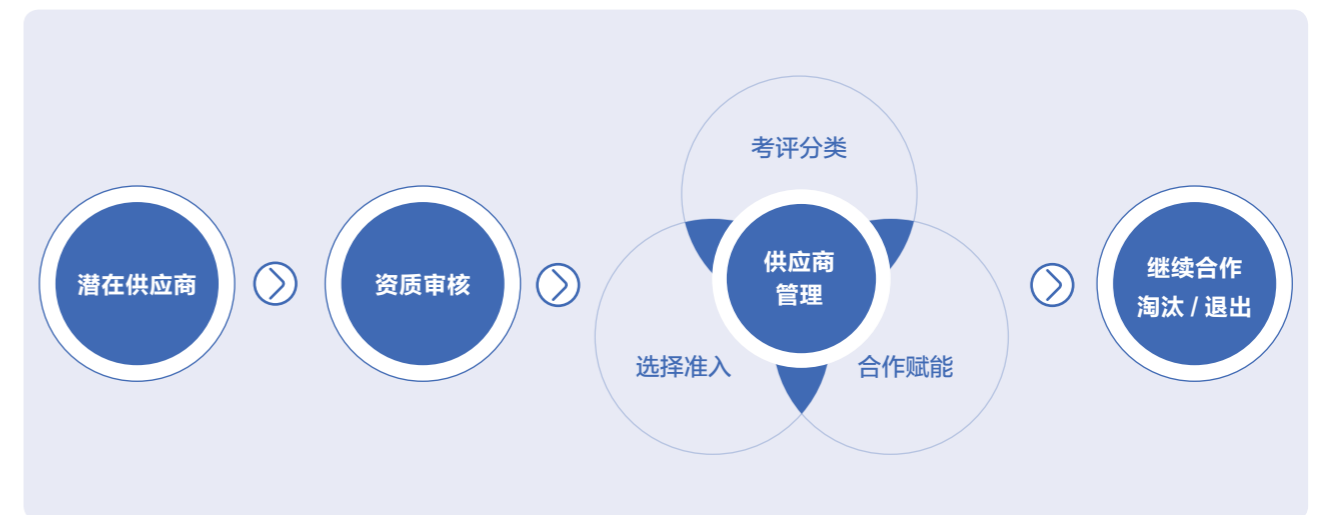 潜在供应商
资质审核
考评分类
供应商
管理
选择准入
合作赋能
继续合作
淘汰 / 退出